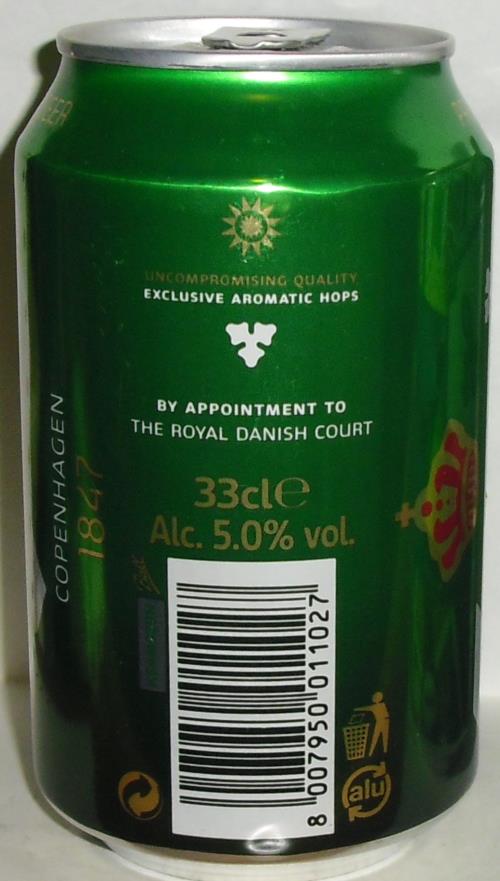 UNCOMPROMISING QUALITY
EXCLUSIVE AROMATIC HOPS
BY APPOINTMENT TO
THE ROYAL DANISH COURT
COPENHAGEN
1847
33cl℮
Alc. 5.0% vol.
8 007950 011027
alu